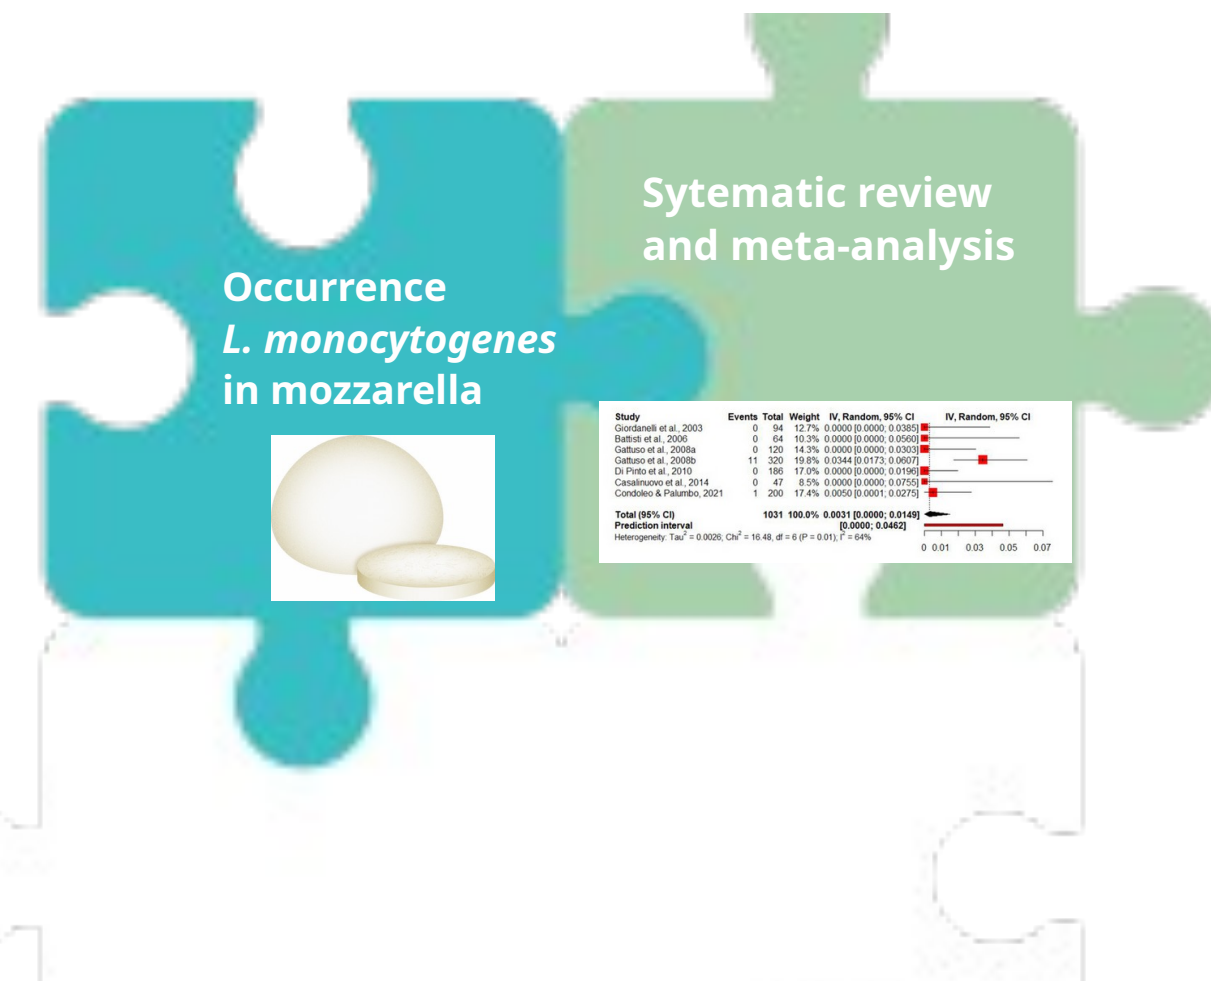 Occurrence
L. monocytogenes
in mozzarella
Sytematic review
and meta-analysis
Study Events Total Weight IV, Random, 95% CI IV, Random, 95% CI
Giordanelli et al., 2003 0 94 12.7% 0.0000 [0.0000; 0.0385]
Battisti et al., 2006 0 64 10.3% 0.0000 [0.0000; 0.0560]
Gattuso et al., 2008a 0 120 14.3% 0.0000 [0.0000; 0.0303]
Gattuso et al., 2008b 11 320 19.8% 0.0344 [0.0173; 0.0607]
Di Pinto et al., 2010 0 186 17.0% 0.0000 [0.0000; 0.0196]
Casalinuovo et al., 2014 0 47 8.5% 0.0000 [0.0000; 0.0755]
Condoleo & Palumbo, 2021 1 200 17.4% 0.0050 [0.0001; 0.0275]
Total (95% CI) 1031 100.0% 0.0031 [0.0000; 0.0149]
Prediction interval [0.0000; 0.0462]
Heterogeneity: Tau² = 0.0026; Chi² = 16.48, df = 6 (P = 0.01); I² = 64%
0 0.01 0.03 0.05 0.07